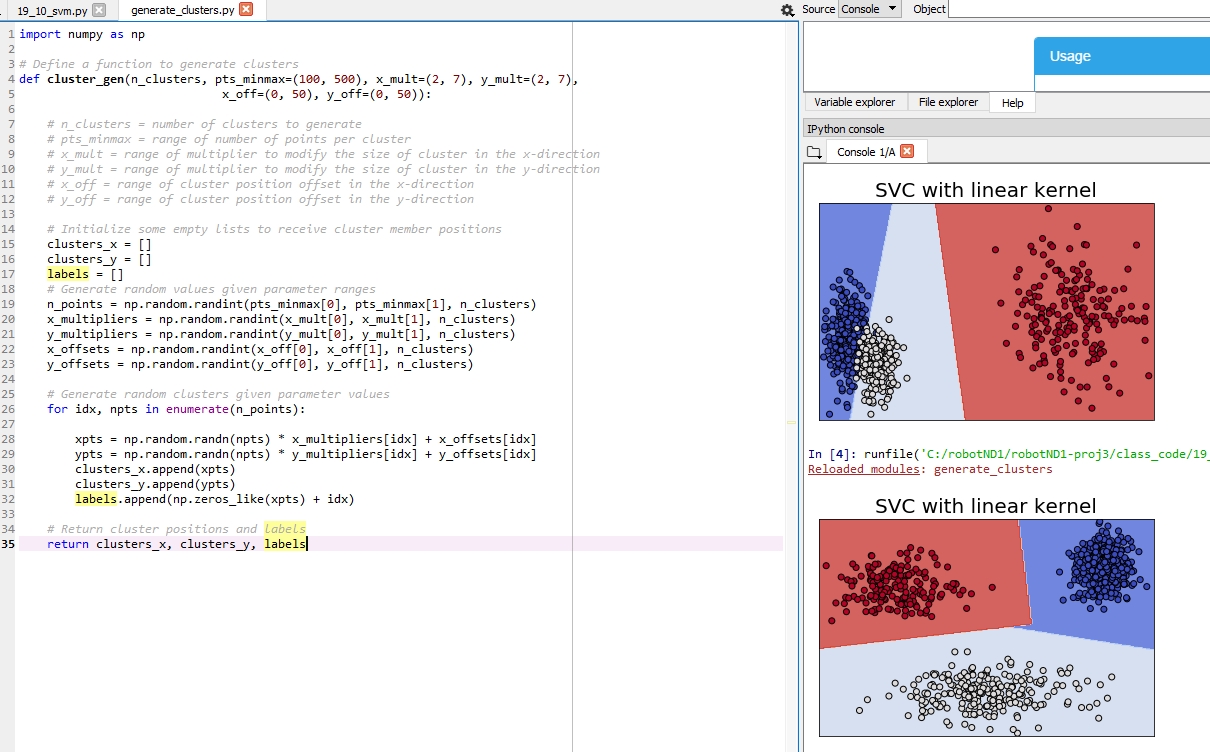 19_10_svm.py generate_clusters.py
Source Console Object
Usage
Variable explorer File explorer Help
IPython console
Console 1/A
1 import numpy as np
2
3 # Define a function to generate clusters
4 def cluster_gen(n_clusters, pts_minmax=(100, 500), x_mult=(2, 7), y_mult=(2, 7),
5 x_off=(0, 50), y_off=(0, 50)):
6
7 # n_clusters = number of clusters to generate
8 # pts_minmax = range of number of points per cluster
9 # x_mult = range of multiplier to modify the size of cluster in the x-direction
10 # y_mult = range of multiplier to modify the size of cluster in the y-direction
11 # x_off = range of cluster position offset in the x-direction
12 # y_off = range of cluster position offset in the y-direction
13
14 # Initialize some empty lists to receive cluster member positions
15 clusters_x = []
16 clusters_y = []
17 labels = []
18 # Generate random values given parameter ranges
19 n_points = np.random.randint(pts_minmax[0], pts_minmax[1], n_clusters)
20 x_multipliers = np.random.randint(x_mult[0], x_mult[1], n_clusters)
21 y_multipliers = np.random.randint(y_mult[0], y_mult[1], n_clusters)
22 x_offsets = np.random.randint(x_off[0], x_off[1], n_clusters)
23 y_offsets = np.random.randint(y_off[0], y_off[1], n_clusters)
24
25 # Generate random clusters given parameter values
26 for idx, npts in enumerate(n_points):
27
28 xpts = np.random.randn(npts) * x_multipliers[idx] + x_offsets[idx]
29 ypts = np.random.randn(npts) * y_multipliers[idx] + y_offsets[idx]
30 clusters_x.append(xpts)
31 clusters_y.append(ypts)
32 labels.append(np.zeros_like(xpts) + idx)
33
34 # Return cluster positions and labels
35 return clusters_x, clusters_y, labels
SVC with linear kernel
In [4]: runfile('C:/robotND1/robotND1-proj3/class_code/19_
Reloaded modules: generate_clusters
SVC with linear kernel